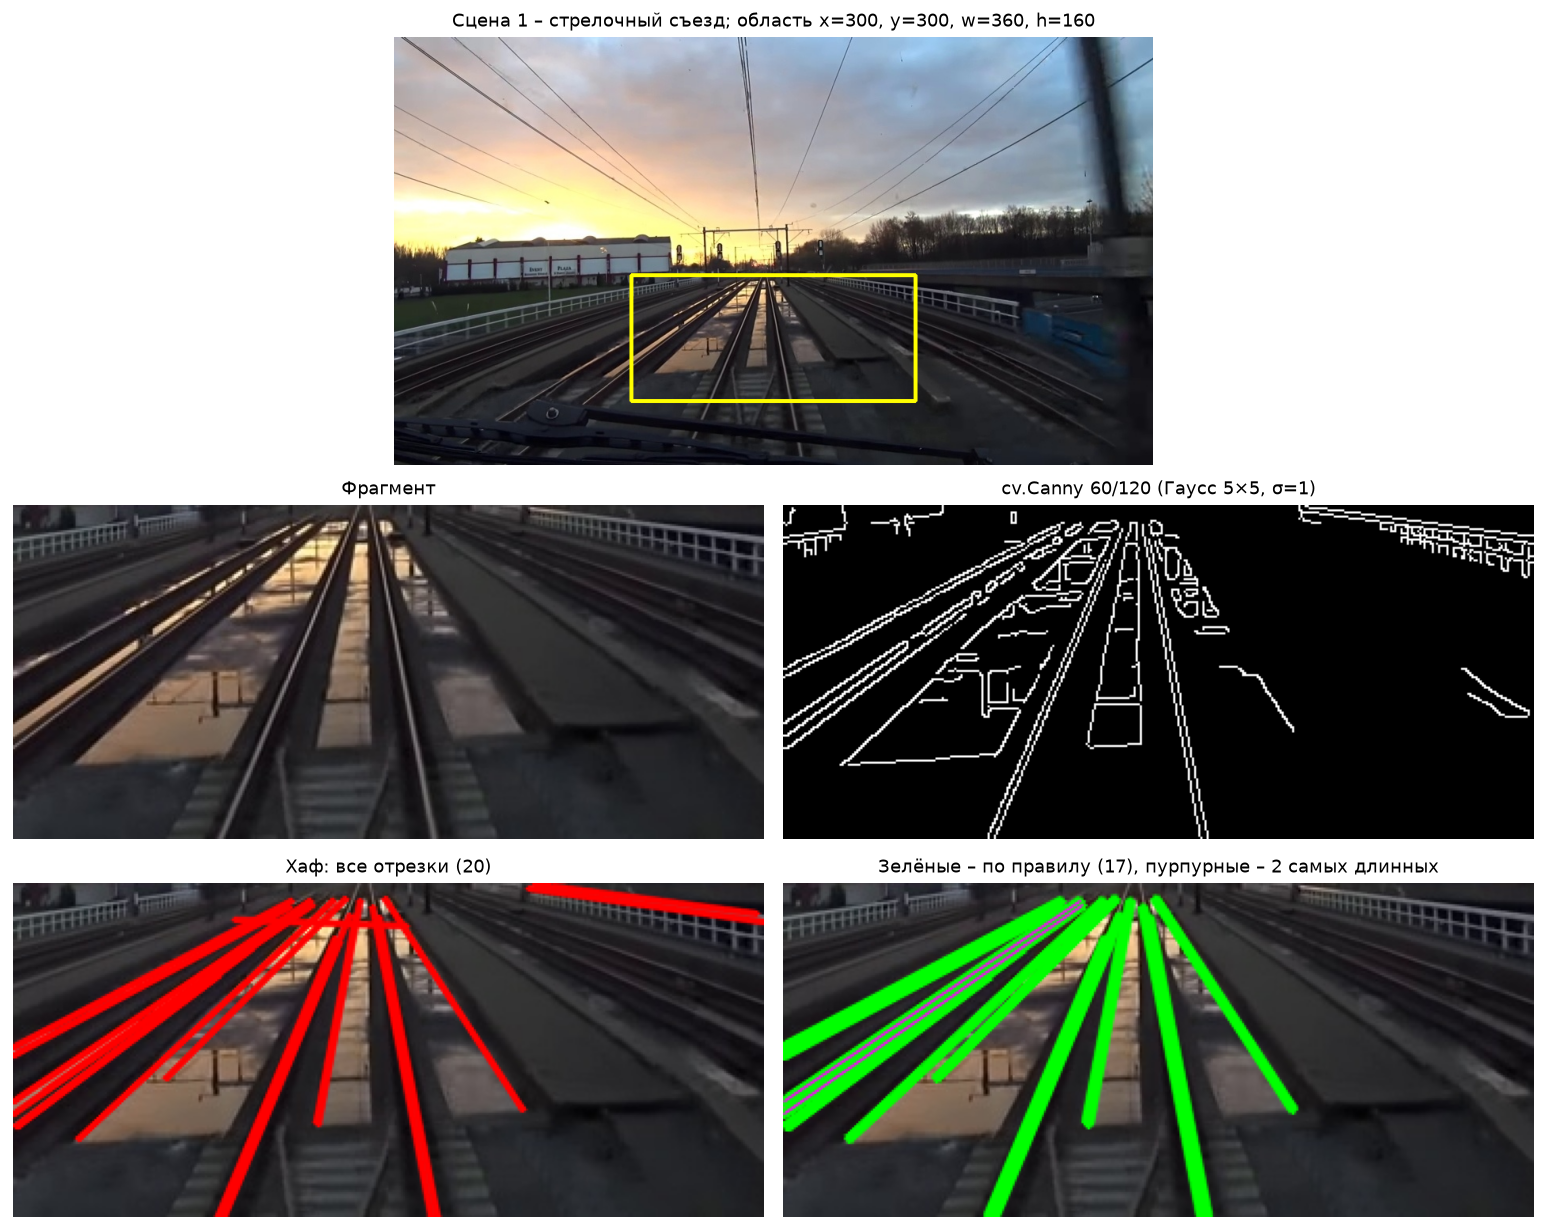 Сцена 1 – стрелочный съезд; область x=300, y=300, w=360, h=160
Фрагмент
cv.Canny 60/120 (Гаусс 5×5, σ=1)
Хаф: все отрезки (20)
Зелёные – по правилу (17), пурпурные – 2 самых длинных